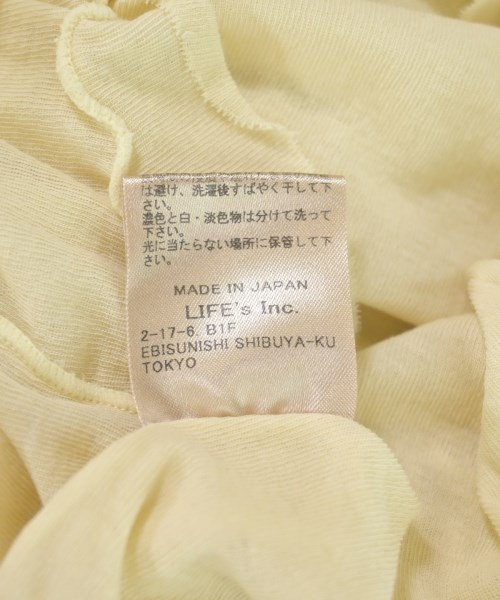 は避け、洗濯後すばやく干して下
さい。
濃色と白・淡色物は分けて洗って
下さい。
光に当たらない場所に保管して下
さい。
MADE IN JAPAN
LIFE's Inc.
2-17-6, B1F
EBISUNISHI SHIBUYA-KU
TOKYO